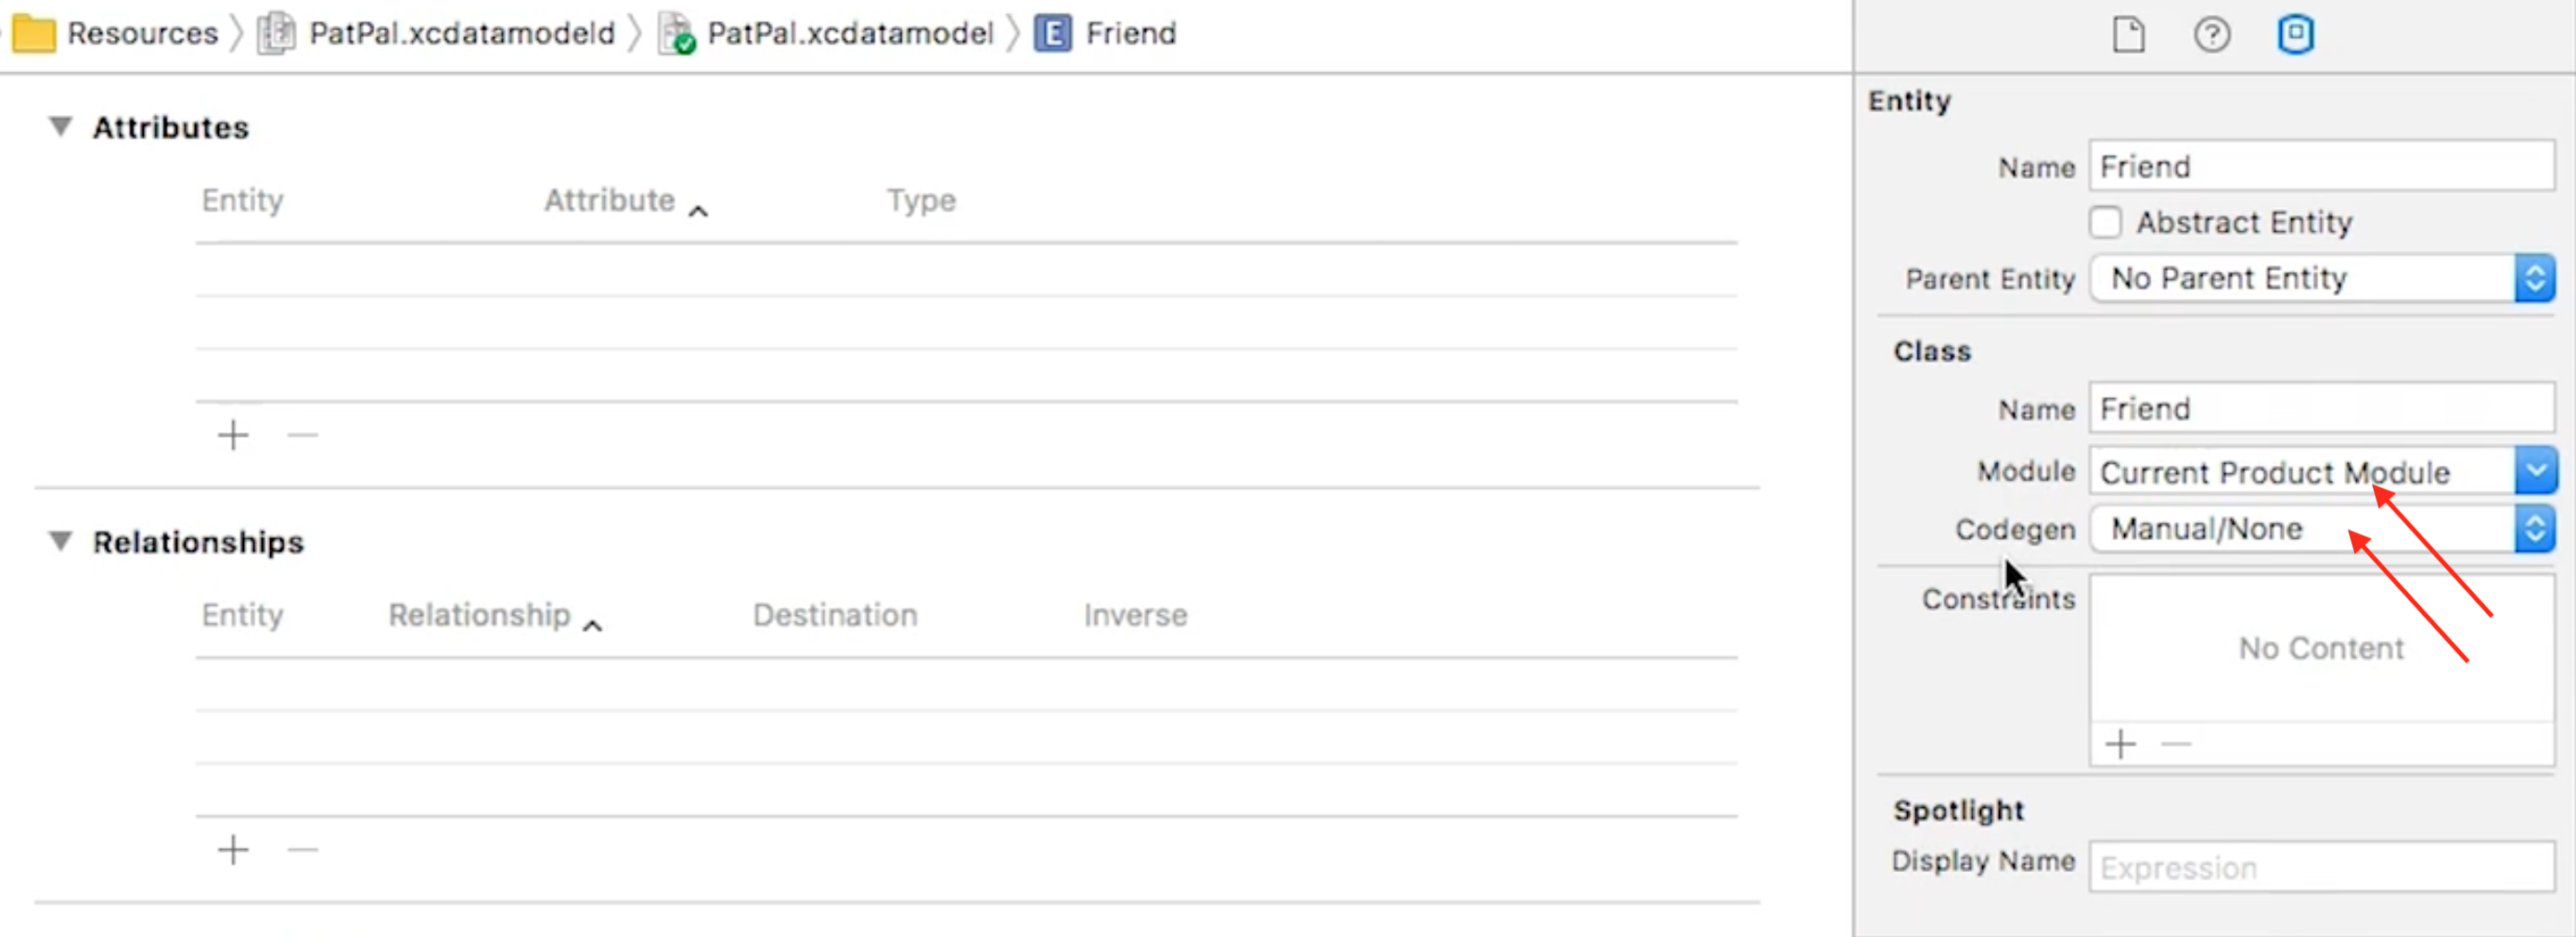 Resources PatPal.xcdatamodeld PatPal.xcdatamodel E Friend
Attributes
Entity Attribute Type
Relationships
Entity Relationship Destination Inverse
Entity
Name Friend
Abstract Entity
Parent Entity No Parent Entity
Class
Name Friend
Module Current Product Module
Codegen Manual/None
Constraints
No Content
Spotlight
Display Name Expression